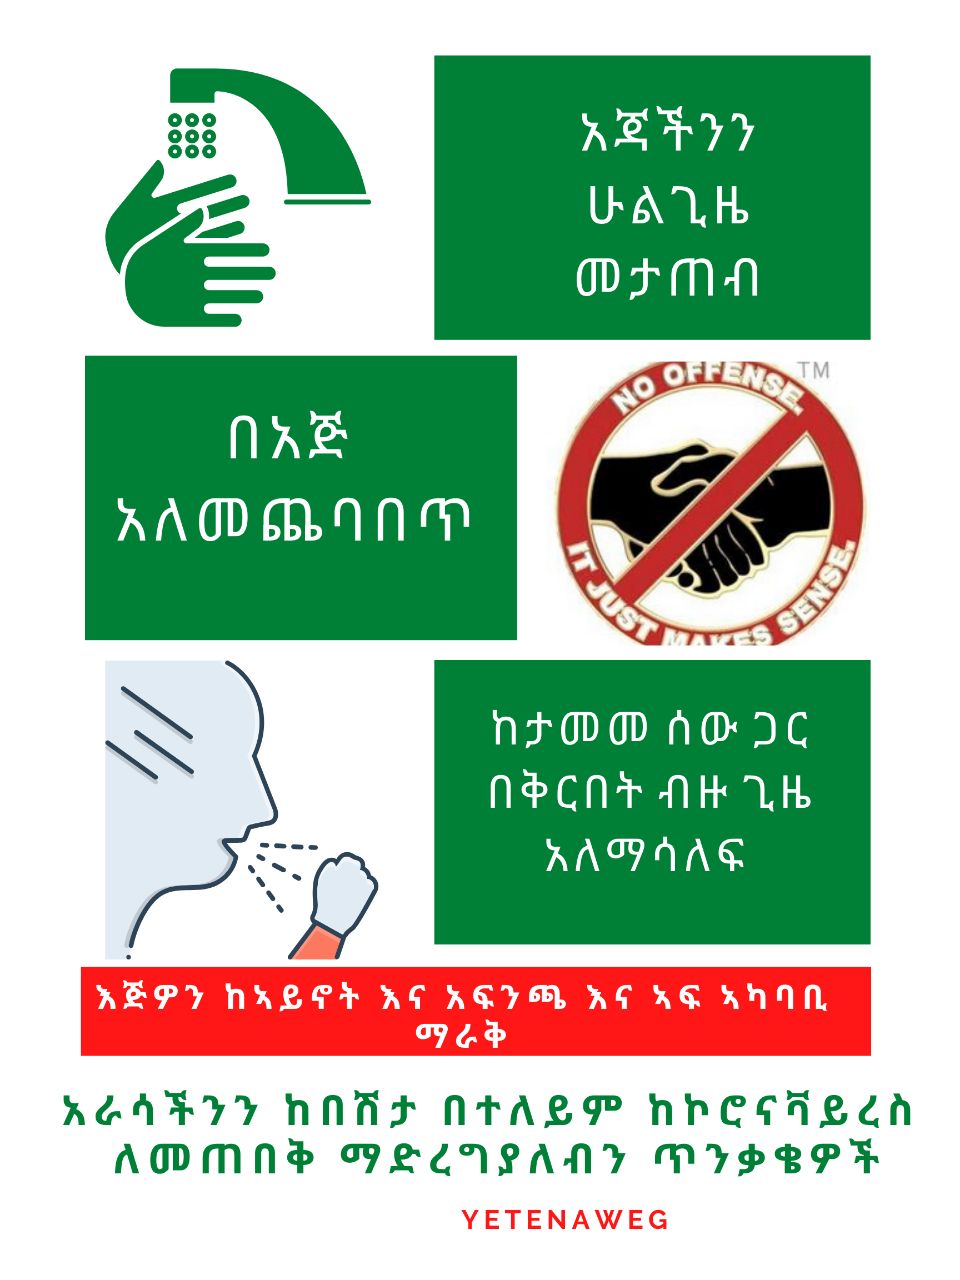 አጃችንን
ሁልጊዜ
መታጠብ
በአጅ
አለመጨባበጥ
NO OFFENSE.
TM
IT JUST MAKES SENSE.
ከታመመ ሰው ጋር
በቅርበት ብዙ ጊዜ
አለማሳለፍ
እጅዎን ከኣይኖት እና አፍንጫ እና ኣፍ ኣካባቢ
ማራቅ
አራሳችንን ከበሽታ በተለይም ከኮሮናቫይረስ
ለመጠበቅ ማድረግያለብን ጥንቃቄዎች
YETENAWEG